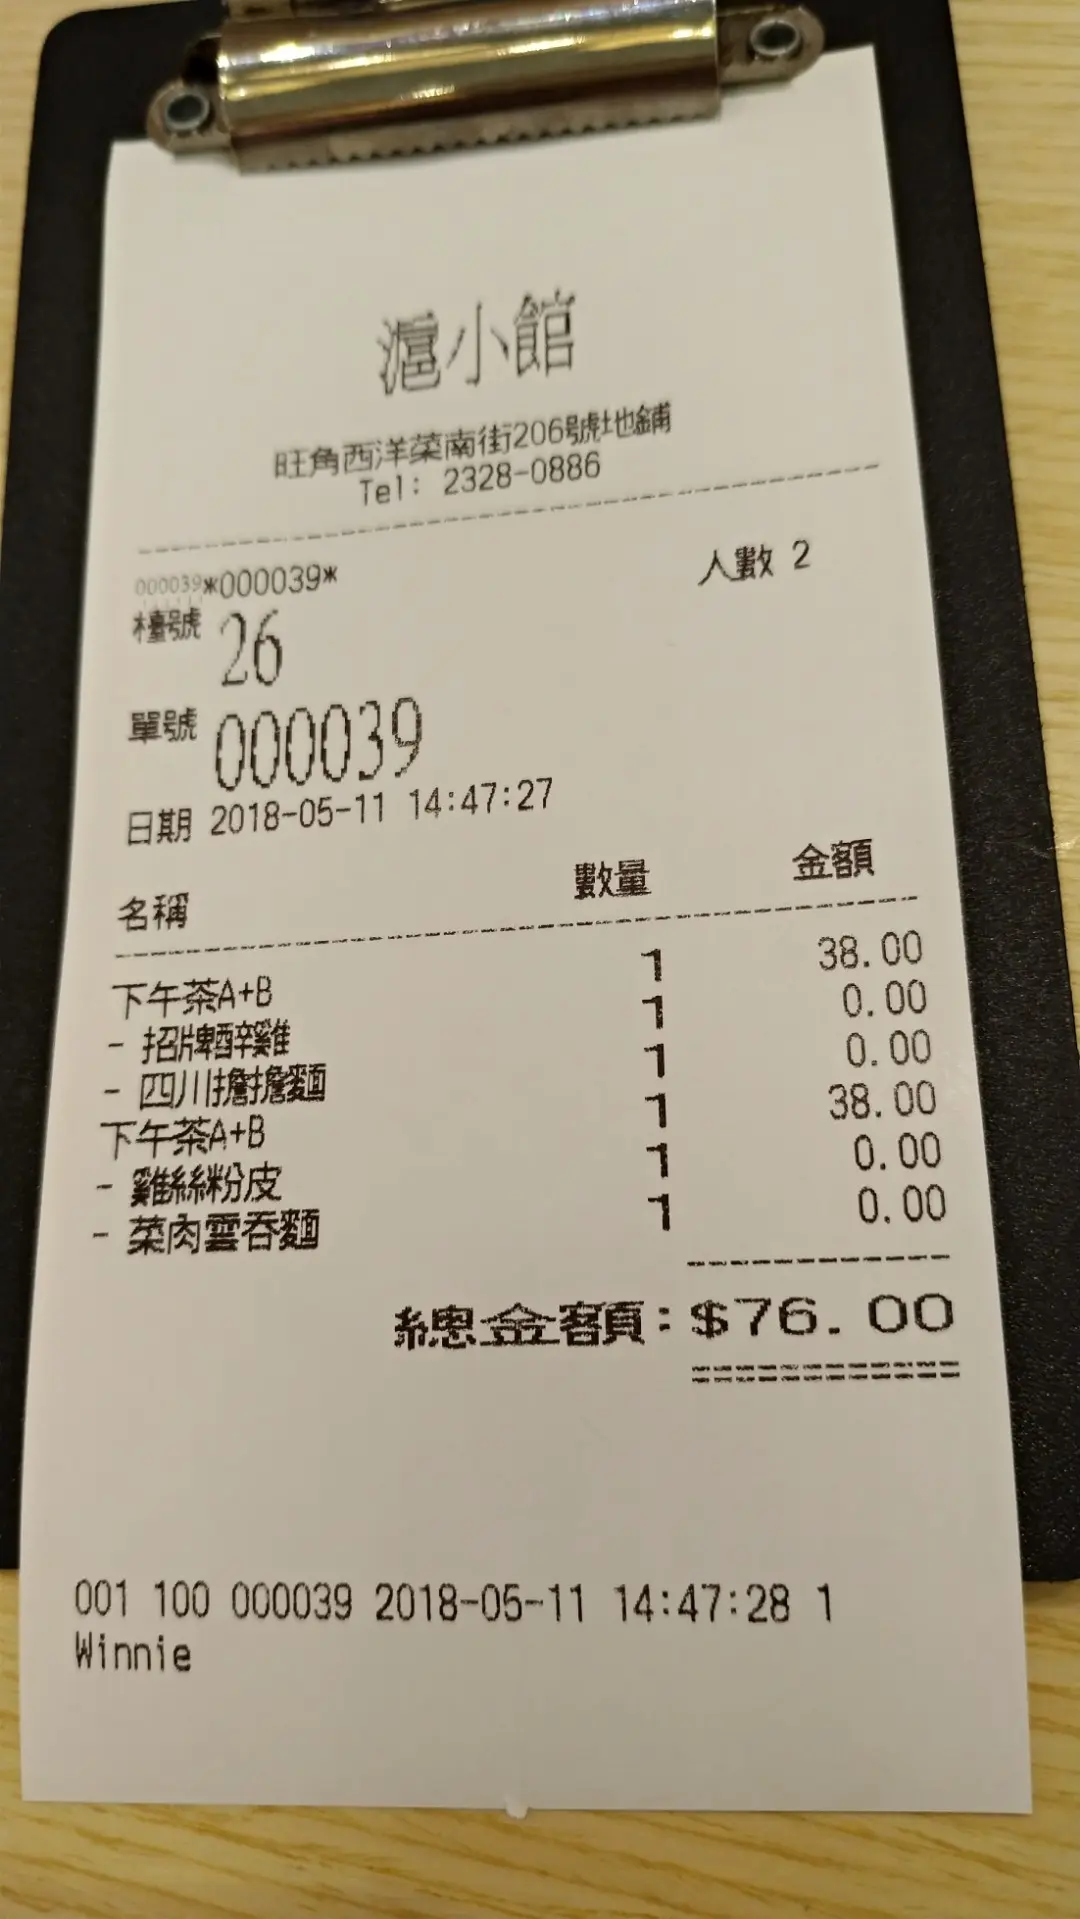 滬小館
旺角西洋菜南街206號地鋪
Tel: 2328-0886
000039*000039* 人數 2
檯號 26
單號 000039
日期 2018-05-11 14:47:27
名稱 數量 金額
下午茶A+B 1 38.00
- 招牌醉雞 1 0.00
- 四川擔擔麵 1 0.00
下午茶A+B 1 38.00
- 雞絲粉皮 1 0.00
- 菜肉雲吞麵 1 0.00
總金額:$76.00
001 100 000039 2018-05-11 14:47:28 1
Winnie